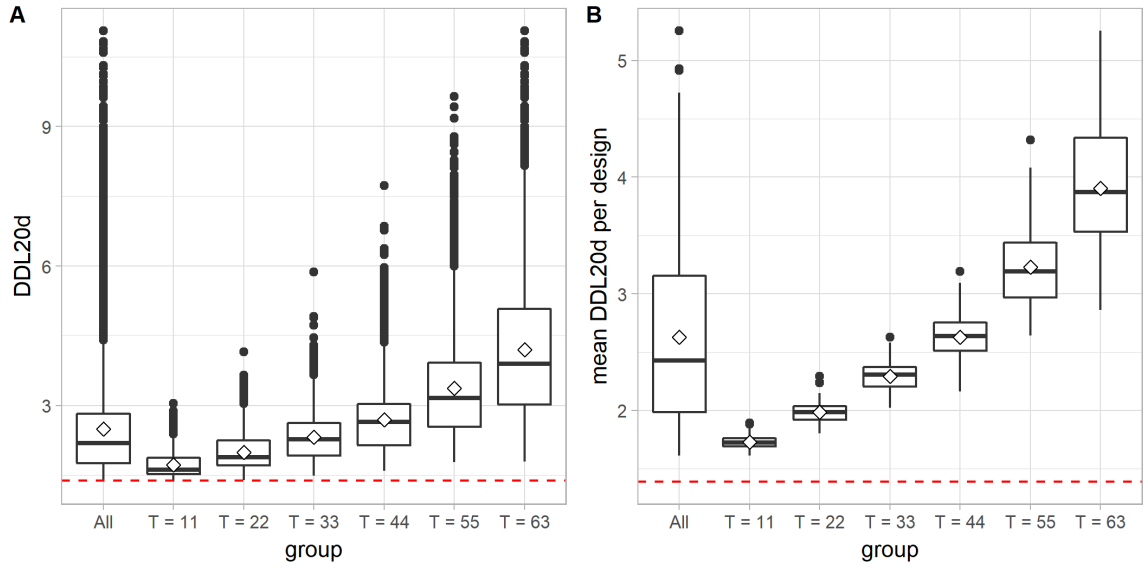 A
DDL20d
9
6
3
All T = 11 T = 22 T = 33 T = 44 T = 55 T = 63
group
B
mean DDL20d per design
5
4
3
2
All T = 11 T = 22 T = 33 T = 44 T = 55 T = 63
group